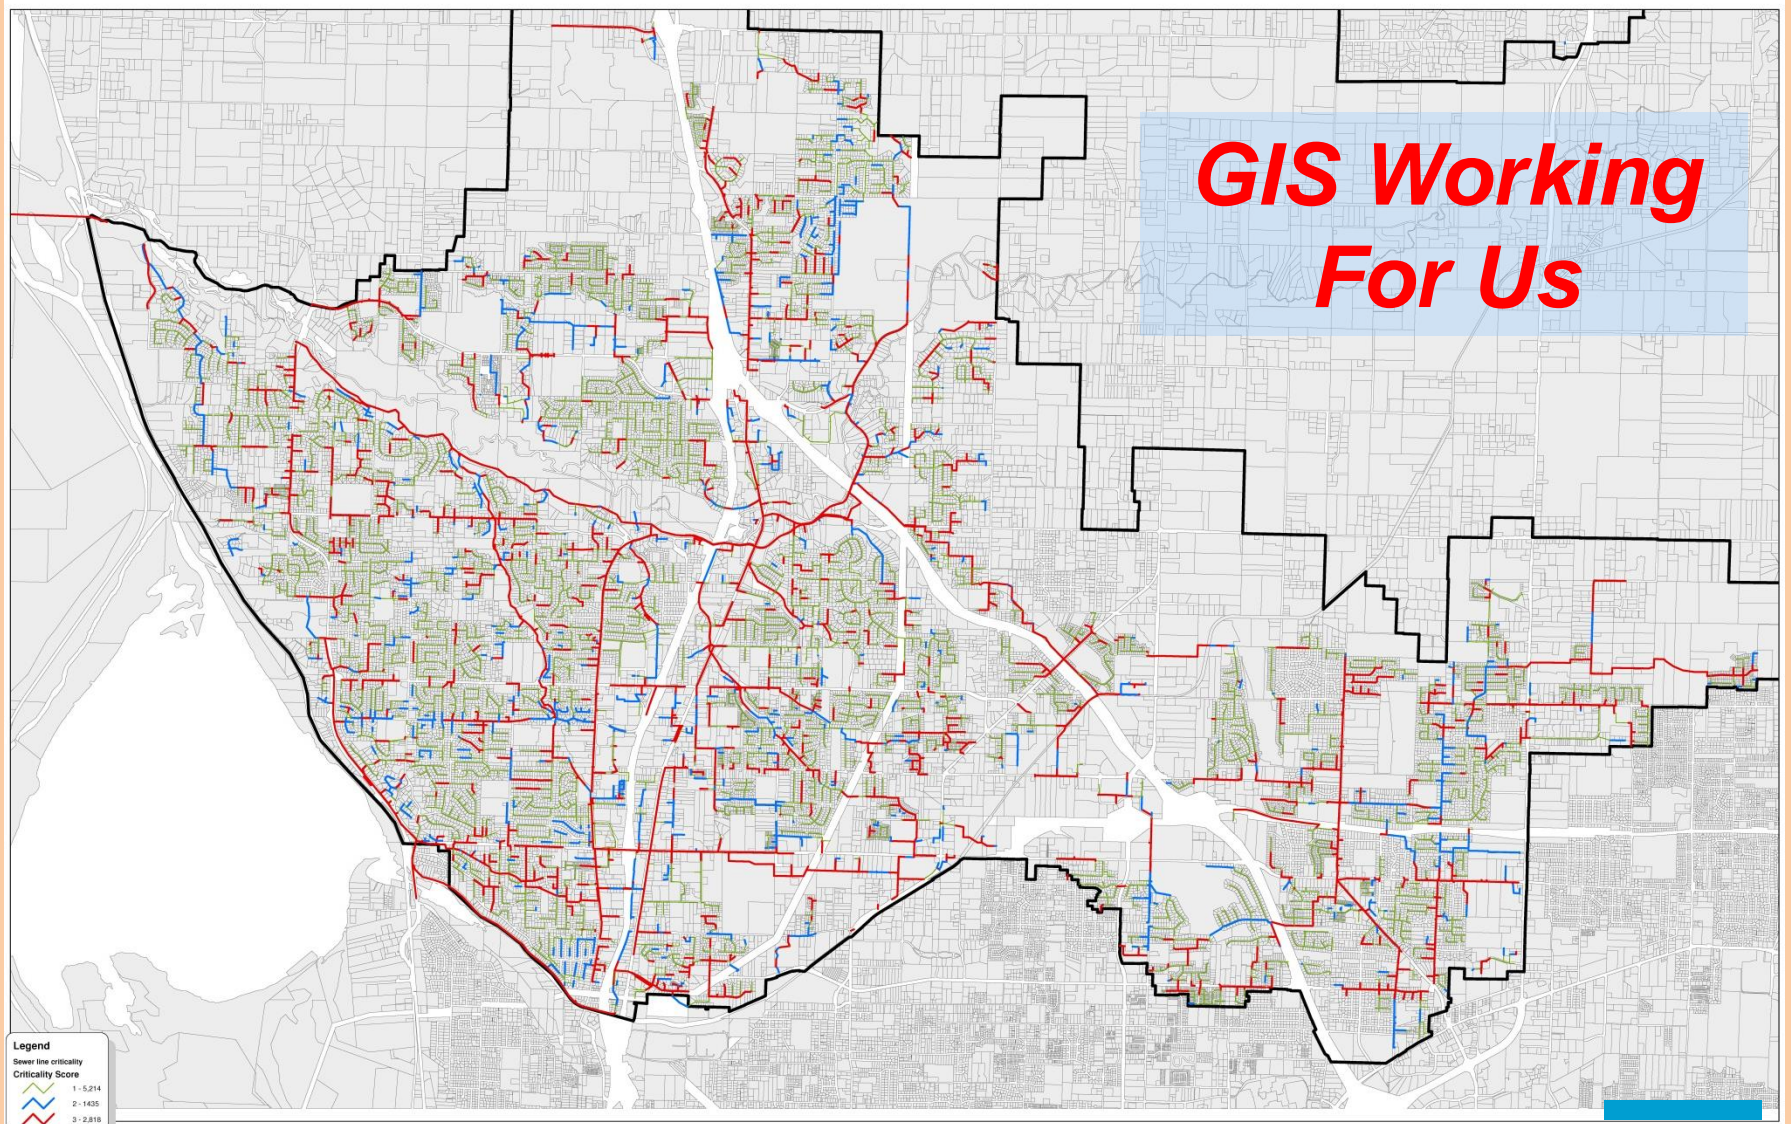 GIS Working
For Us
Legend
Sewer line criticality
Criticality Score
1 - 5,214
2 - 1435
3 - 2,818